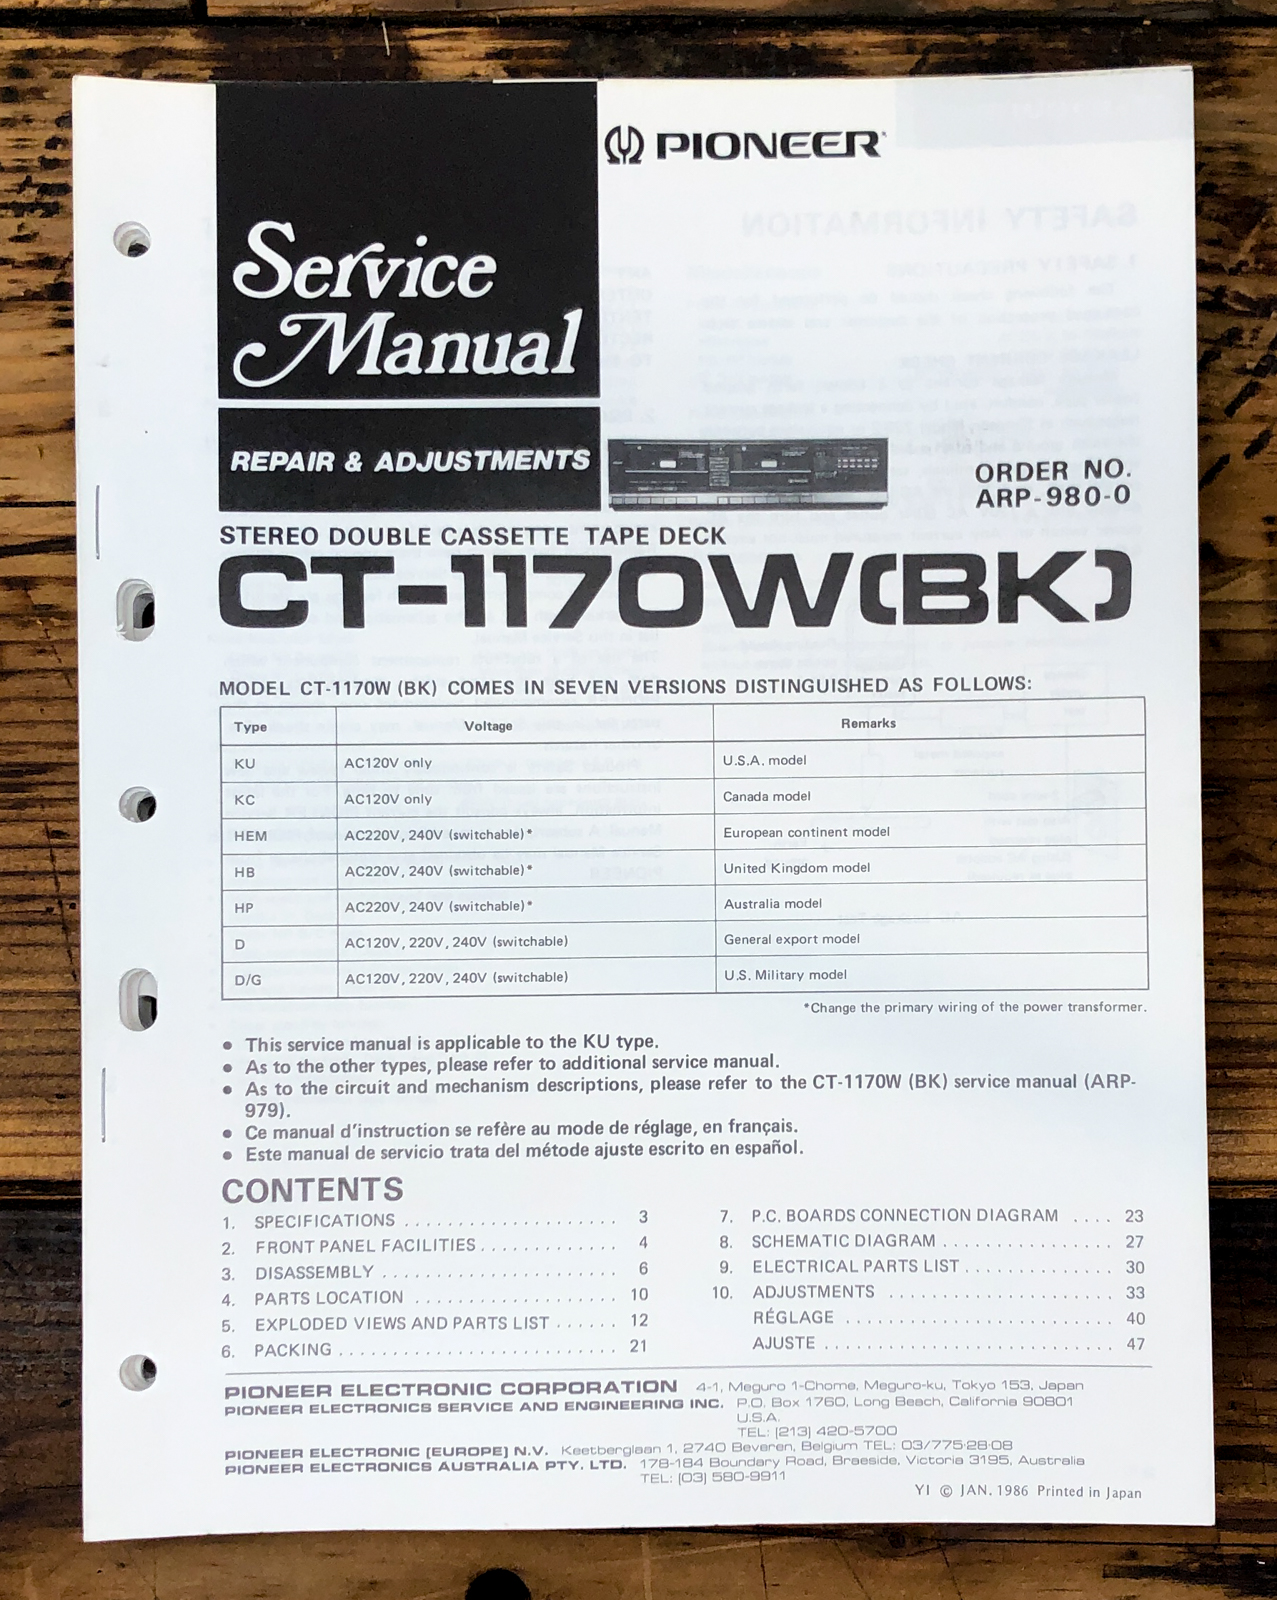 PIONEER
Service
Manual
REPAIR & ADJUSTMENTS
ORDER NO.
ARP-980-0
STEREO DOUBLE CASSETTE TAPE DECK
CT-1170W(BK)
MODEL CT-1170W (BK) COMES IN SEVEN VERSIONS DISTINGUISHED AS FOLLOWS:
Type Voltage Remarks
KU AC120V only U.S.A. model
KC AC120V only Canada model
HEM AC220V, 240V (switchable)* European continent model
HB AC220V, 240V (switchable)* United Kingdom model
HP AC220V, 240V (switchable)* Australia model
D AC120V, 220V, 240V (switchable) General export model
D/G AC120V, 220V, 240V (switchable) U.S. Military model
*Change the primary wiring of the power transformer.
● This service manual is applicable to the KU type.
● As to the other types, please refer to additional service manual.
● As to the circuit and mechanism descriptions, please refer to the CT-1170W (BK) service manual (ARP-
979).
● Ce manual d'instruction se refère au mode de réglage, en français.
● Este manual de servicio trata del métode ajuste escrito en español.
CONTENTS
1. SPECIFICATIONS .................... 3
2. FRONT PANEL FACILITIES ............. 4
3. DISASSEMBLY ...................... 6
4. PARTS LOCATION ................... 10
5. EXPLODED VIEWS AND PARTS LIST ...... 12
6. PACKING .......................... 21
7. P.C. BOARDS CONNECTION DIAGRAM .... 23
8. SCHEMATIC DIAGRAM ................ 27
9. ELECTRICAL PARTS LIST .............. 30
10. ADJUSTMENTS ..................... 33
RÉGLAGE ......................... 40
AJUSTE ........................... 47
PIONEER ELECTRONIC CORPORATION 4-1, Meguro 1-Chome, Meguro-ku, Tokyo 153, Japan
PIONEER ELECTRONICS SERVICE AND ENGINEERING INC. P.O. Box 1760, Long Beach, California 90801
U.S.A.
TEL: (213) 420-5700
PIONEER ELECTRONIC (EUROPE) N.V. Keetberglaan 1, 2740 Beveren, Belgium TEL: 03/775·28·08
PIONEER ELECTRONICS AUSTRALIA PTY. LTD. 178-184 Boundary Road, Braeside, Victoria 3195, Australia
TEL: (03) 580-9911
YI © JAN. 1986 Printed in Japan